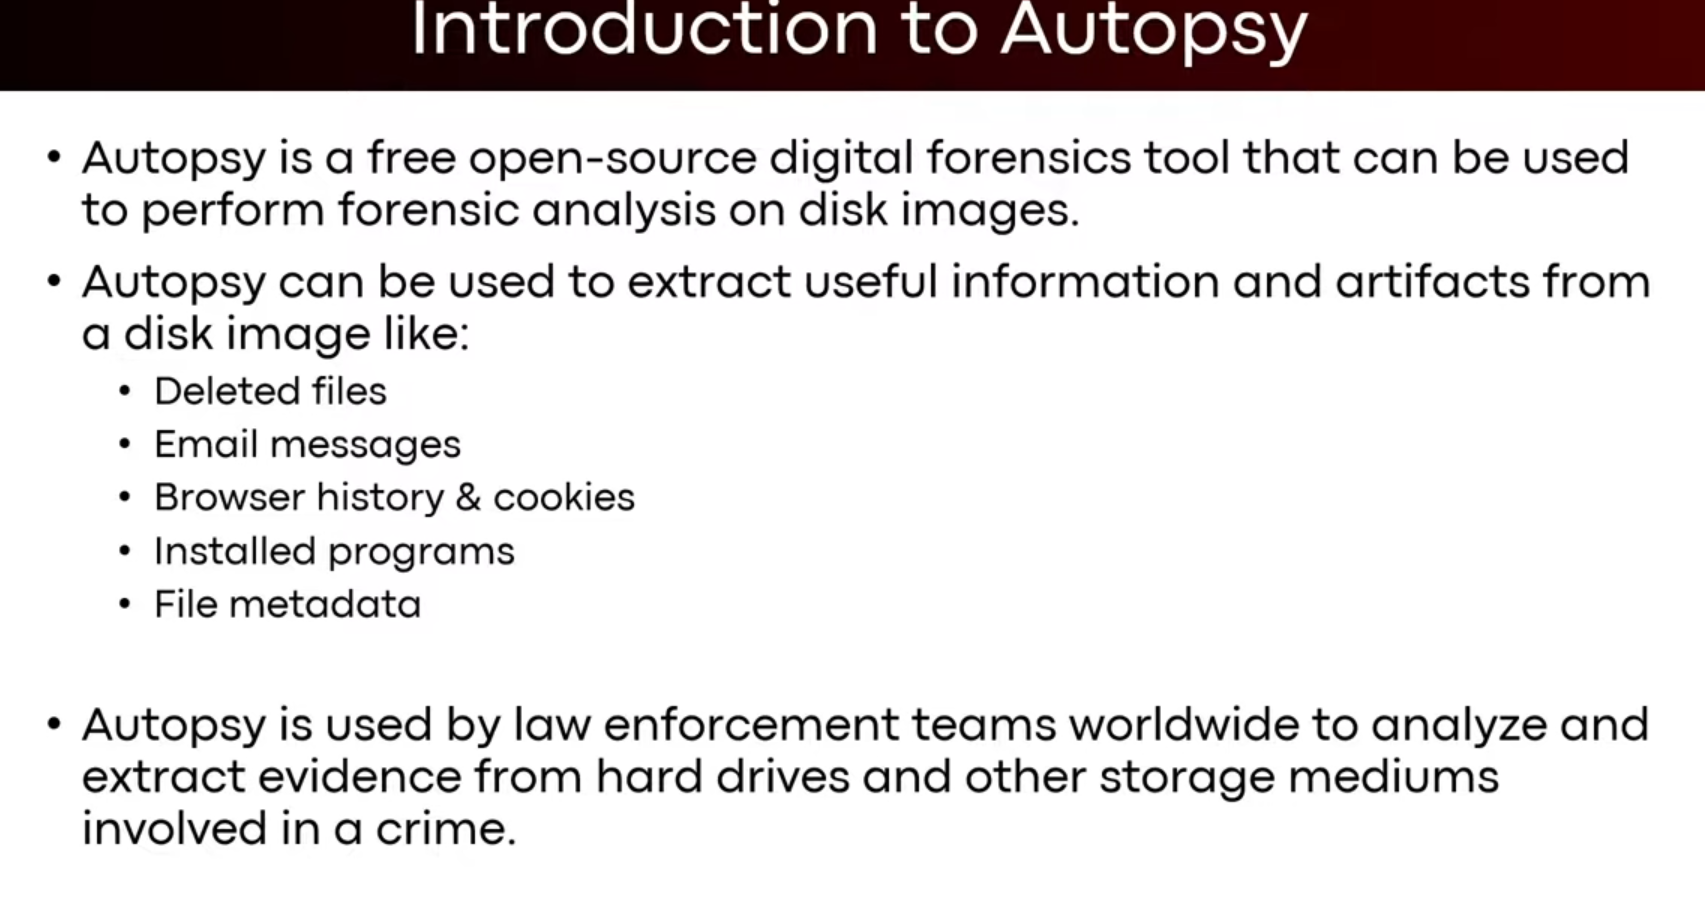 Introduction to Autopsy
• Autopsy is a free open-source digital forensics tool that can be used
to perform forensic analysis on disk images.
• Autopsy can be used to extract useful information and artifacts from
a disk image like:
• Deleted files
• Email messages
• Browser history & cookies
• Installed programs
• File metadata
• Autopsy is used by law enforcement teams worldwide to analyze and
extract evidence from hard drives and other storage mediums
involved in a crime.